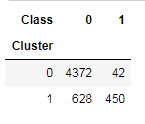 Class 0 1
Cluster
0 4372 42
1 628 450